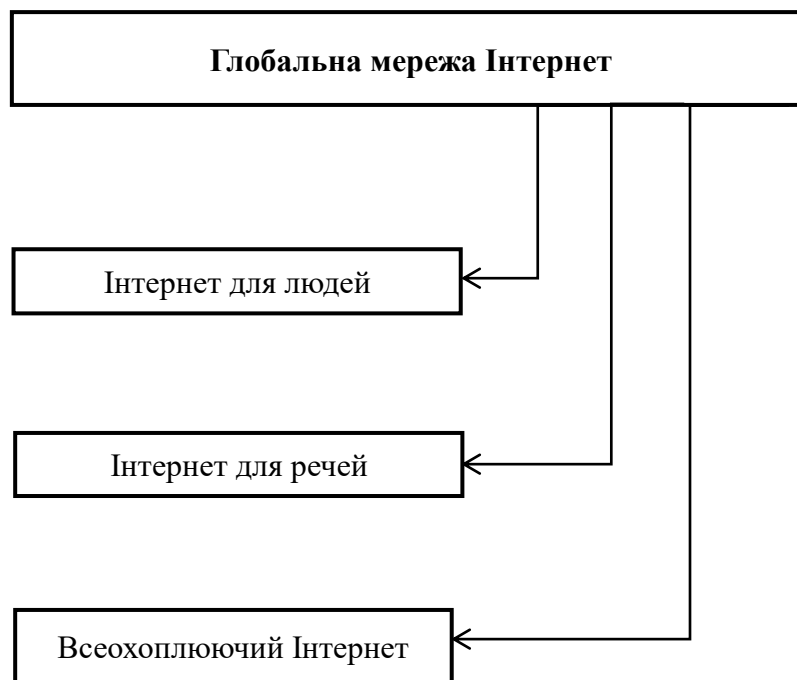 Глобальна мережа Інтернет
Інтернет для людей
Інтернет для речей
Всеохоплюючий Інтернет